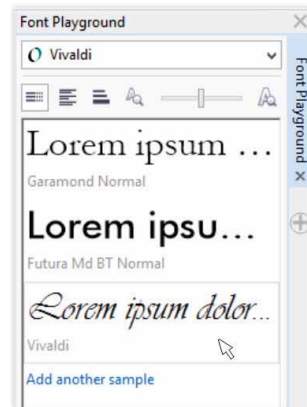 Font Playground
Vivaldi
Lorem ipsum ...
Garamond Normal
Lorem ipsu...
Futura Md BT Normal
Lorem ipsum dolor...
Vivaldi
Add another sample
Font Playground